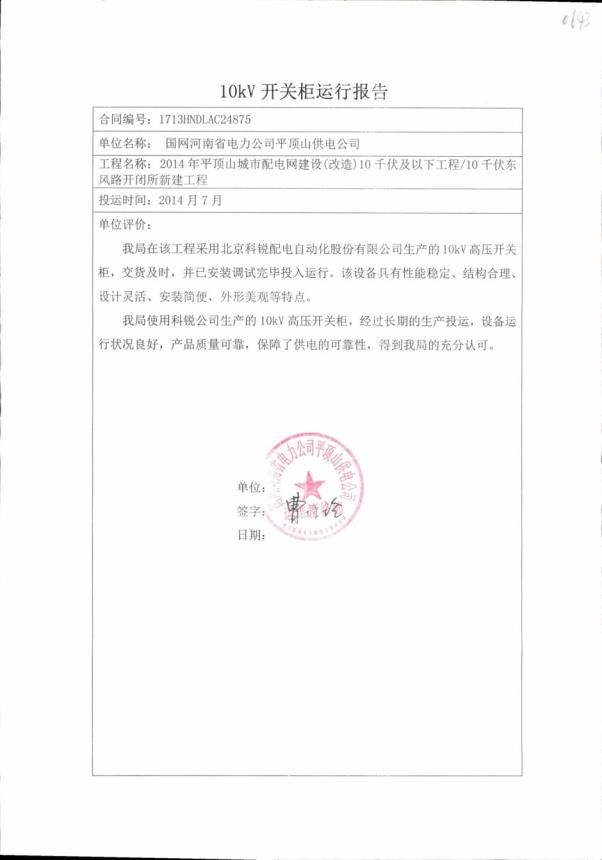 0143
10kV 开关柜运行报告
合同编号：1713HNDLAC24875
单位名称： 国网河南省电力公司平顶山供电公司
工程名称：2014 年平顶山城市配电网建设(改造)10 千伏及以下工程/10 千伏东
风路开闭所新建工程
投运时间：2014 月 7 月
单位评价：
我局在该工程采用北京科锐配电自动化股份有限公司生产的 10kV 高压开关
柜，交货及时，并已安装调试完毕投入运行。该设备具有性能稳定、结构合理、
设计灵活、安装简便，外形美观等特点。
我局使用科锐公司生产的 10kV 高压开关柜，经过长期的生产投运，设备运
行状况良好，产品质量可靠，保障了供电的可靠性，得到我局的充分认可。
省电力公司平顶山供电公司
单位：
签字：
日期：